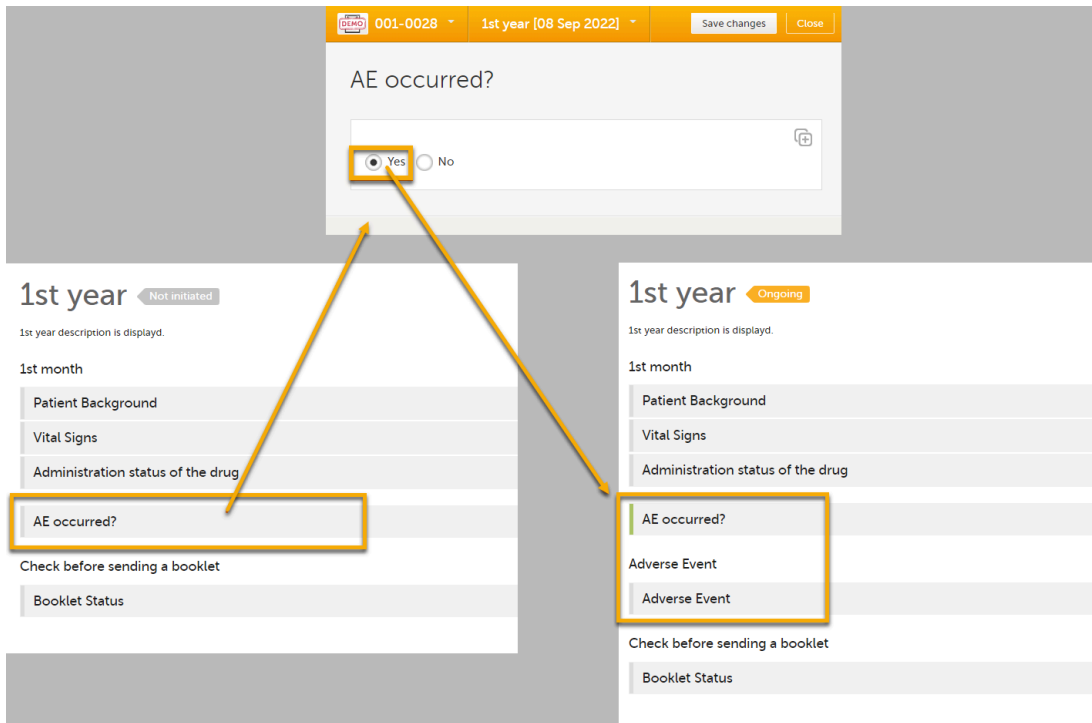 DEMO 001-0028 1st year [08 Sep 2022] Save changes Close
AE occurred?
Yes No
1st year Not initiated
1st year description is displayd.
1st month
Patient Background
Vital Signs
Administration status of the drug
AE occurred?
Check before sending a booklet
Booklet Status
1st year Ongoing
1st year description is displayd.
1st month
Patient Background
Vital Signs
Administration status of the drug
AE occurred?
Adverse Event
Adverse Event
Check before sending a booklet
Booklet Status